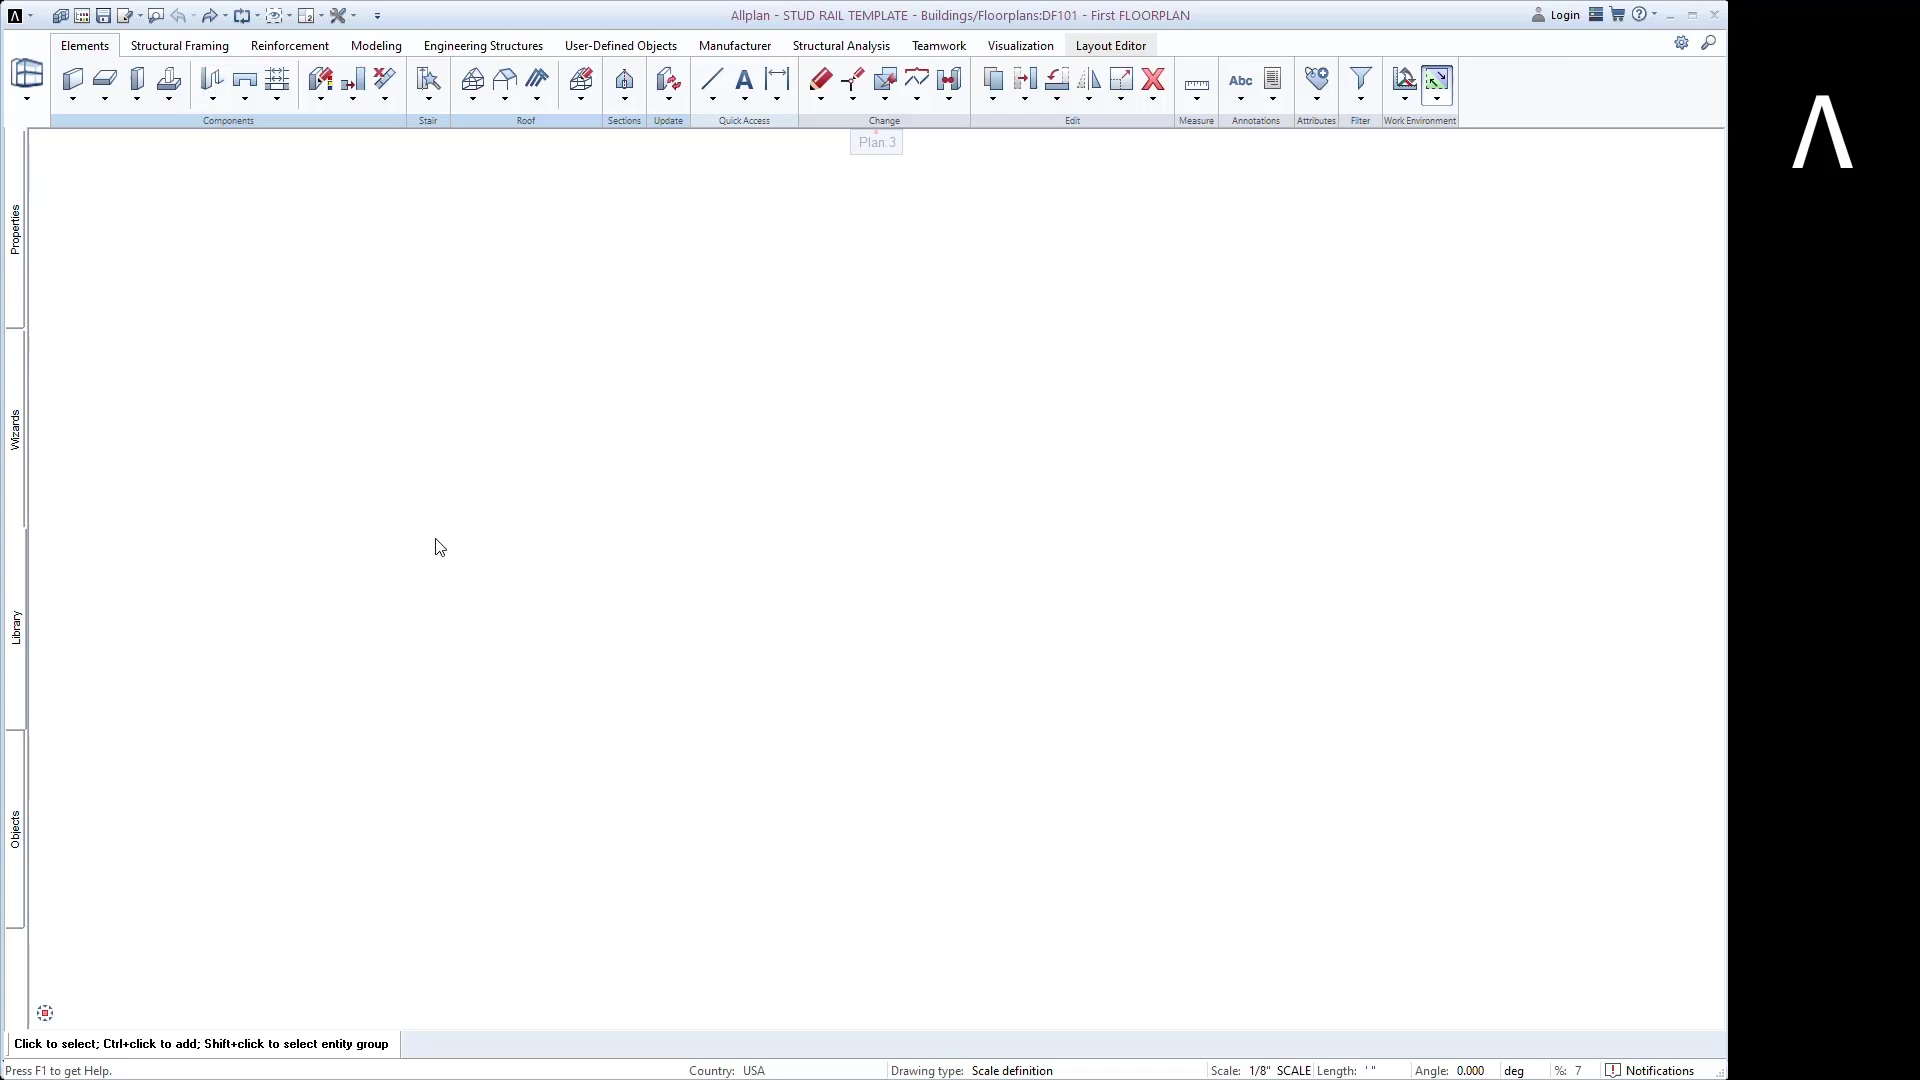 Allplan - STUD RAIL TEMPLATE - Buildings/Floorplans:DF101 - First FLOORPLAN
Login
Elements Structural Framing Reinforcement Modeling Engineering Structures User-Defined Objects Manufacturer Structural Analysis Teamwork Visualization Layout Editor
Abc
Components Stair Roof Sections Update Quick Access Change Edit Measure Annotations Attributes Filter Work Environment
Plan:3
Properties
Wizards
Library
Objects
Click to select; Ctrl+click to add; Shift+click to select entity group
Press F1 to get Help. Country: USA Drawing type: Scale definition Scale: 1/8" SCALE Length: ' " Angle: 0.000 deg %: 7 Notifications